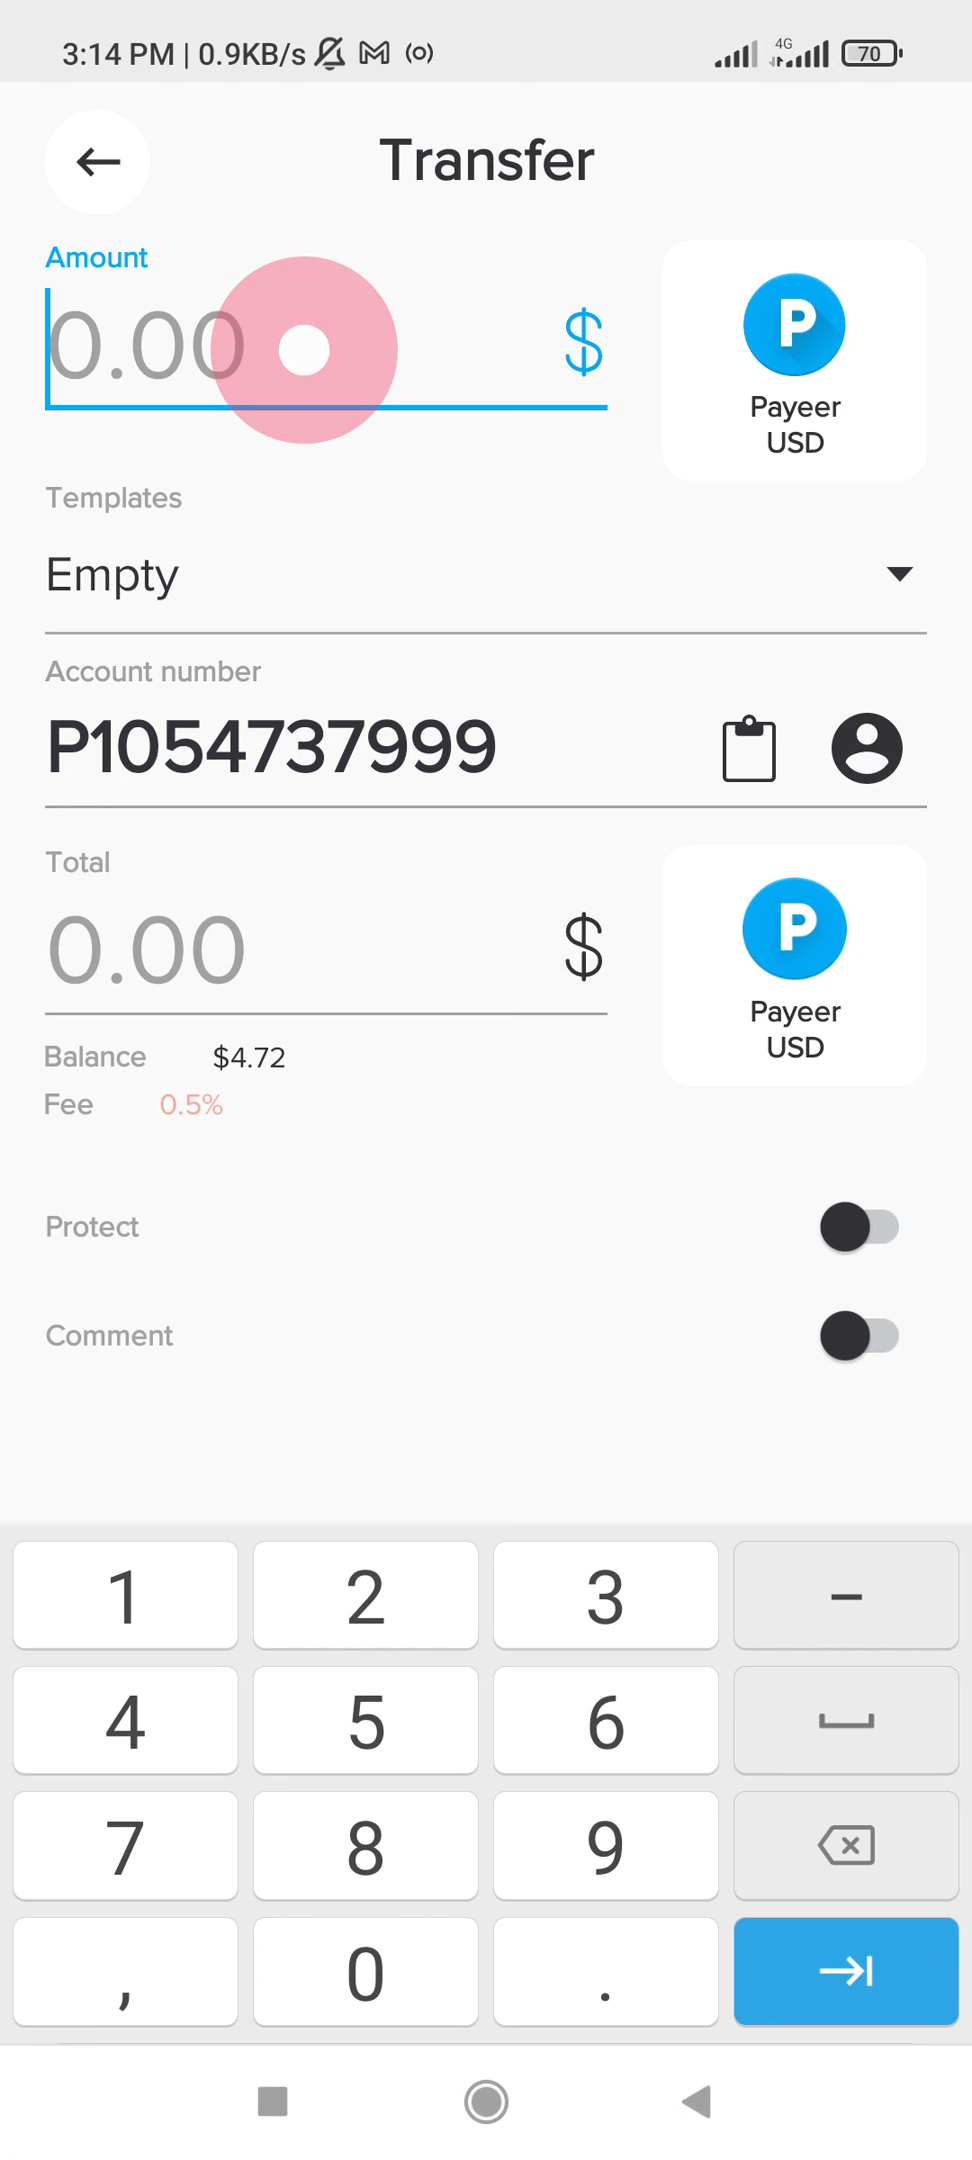 3:14 PM | 0.9KB/s 4G 70
Transfer
Amount
0.00 $
P
Payeer
USD
Templates
Empty
Account number
P1054737999
Total
0.00 $
P
Payeer
USD
Balance $4.72
Fee 0.5%
Protect
Comment
1 2 3 –
4 5 6
7 8 9
, 0 .